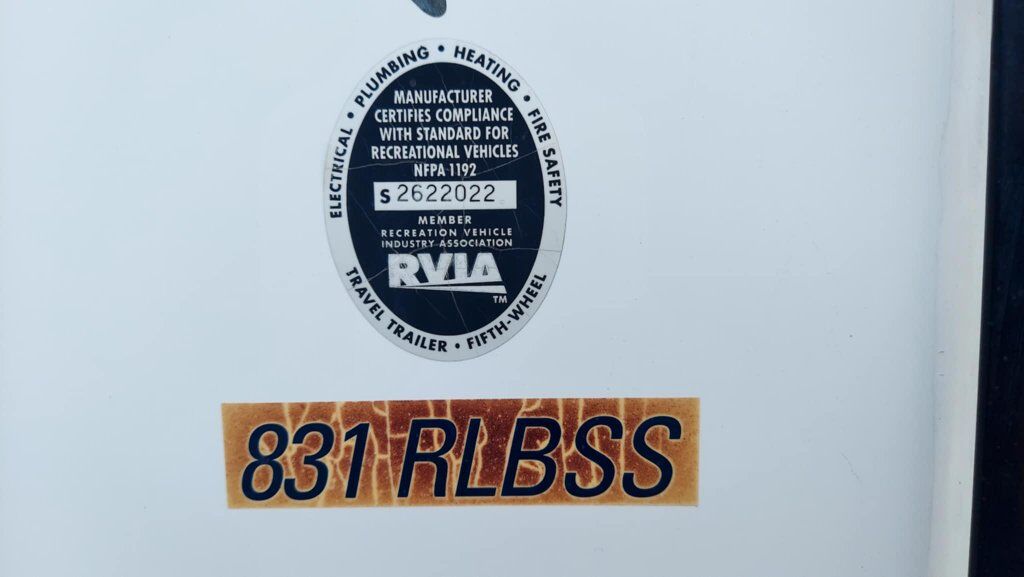 ELECTRICAL • PLUMBING • HEATING • FIRE SAFETY
MANUFACTURER
CERTIFIES COMPLIANCE
WITH STANDARD FOR
RECREATIONAL VEHICLES
NFPA 1192
S 2622022
MEMBER
RECREATION VEHICLE
INDUSTRY ASSOCIATION
RVIA
TM
TRAVEL TRAILER • FIFTH-WHEEL
831 RLBSS